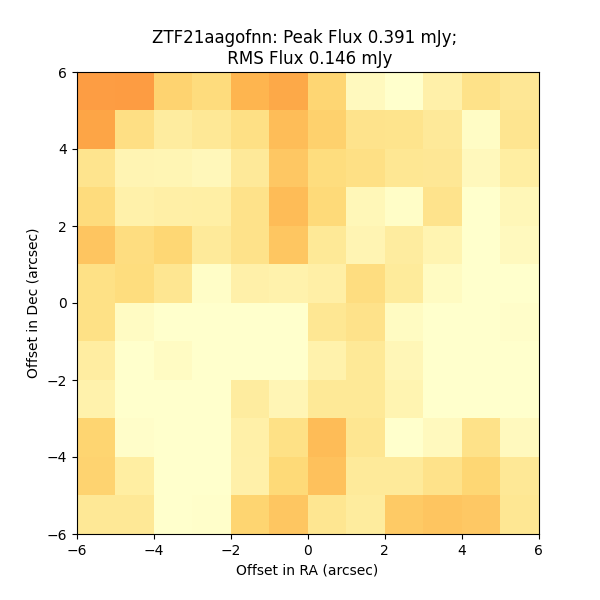 ZTF21aagofnn: Peak Flux 0.391 mJy;
RMS Flux 0.146 mJy
6
4
2
0
−2
−4
−6
Offset in Dec (arcsec)
−6 −4 −2 0 2 4 6
Offset in RA (arcsec)